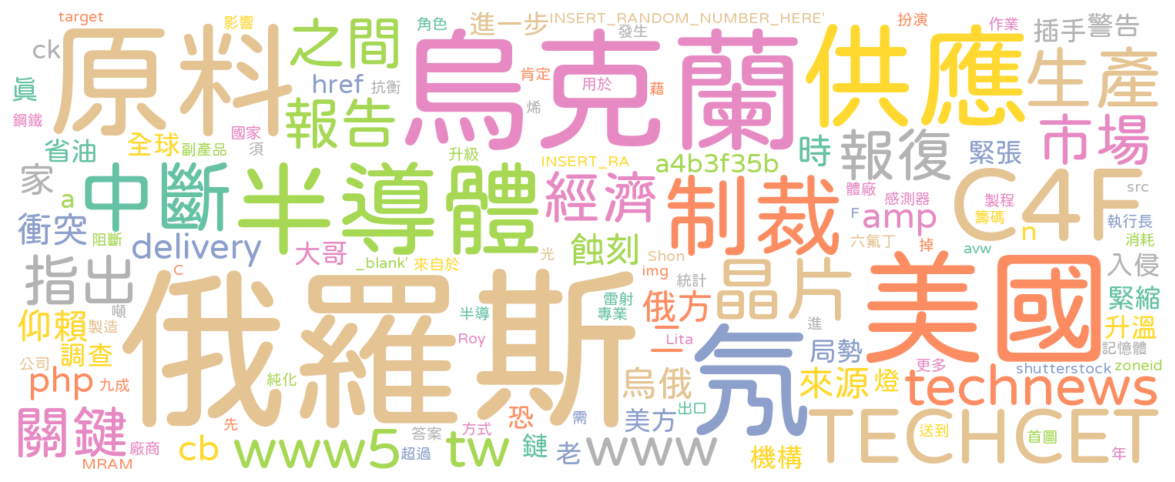 target
影響
角色
進一步
INSERT_RANDOM_NUMBER_HERE'
扮演
作業
插手
警告
ck
原料
之間
烏克蘭
發生
供應
生產
眞
href
抗衡
肯定
用於
藉
鋼鐵
報告
烯
全球
國家
市場
省油
副產品
須
升級
INSERT_RA
時
報復
緊張
家
中斷
半導體
經濟
a4b3f35b
制裁
體廠
感測器
C4F
製程
src
a
F
amp
籌碼
n
執行長
衝突
阻斷
delivery
大哥
_blank'
來自於
光
蝕刻
Shon
六氟丁
掉
avw
消耗
指出
C
img
統計
晶片
美國
入侵
噸
俄羅斯
雷射
俄方
緊縮
仰賴
製造
半導
專業
二
氖
進
局勢
升溫
調查
Roy
Lita
記憶體
公司
更多
shutterstock
zoneid
php
九成
純化
烏俄
來源
燈
technews
關鍵
先
恐
需
美方
出口
TECHCET
廠商
cb
www5
答案
方式
tw
鏈
老
www
送到
首圖
年
MRAM
超過
機構